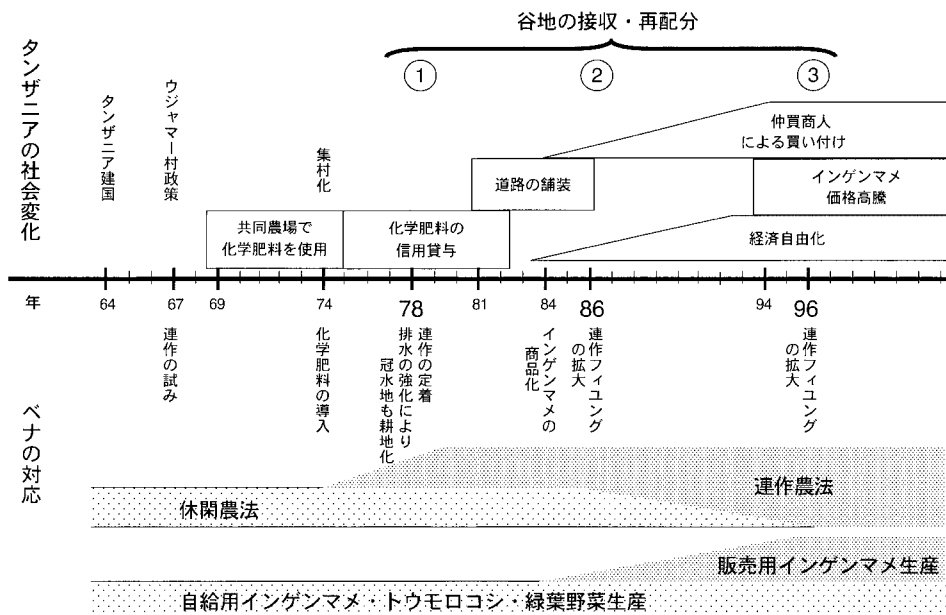 谷地の接収・再配分
① ② ③
タンザニアの社会変化
タンザニア建国
ウジャマー村政策
集村化
仲買商人
による買い付け
道路の舗装
インゲンマメ
価格高騰
共同農場で
化学肥料を使用
化学肥料の
信用貸与
経済自由化
年 64 67 69 74 78 81 84 86 94 96
ベナの対応
連作の試み
化学肥料の導入
連作の定着
排水の強化により
冠水地も耕地化
インゲンマメの
商品化
連作フィユング
の拡大
連作フィユング
の拡大
連作農法
休閑農法
販売用インゲンマメ生産
自給用インゲンマメ・トウモロコシ・緑葉野菜生産